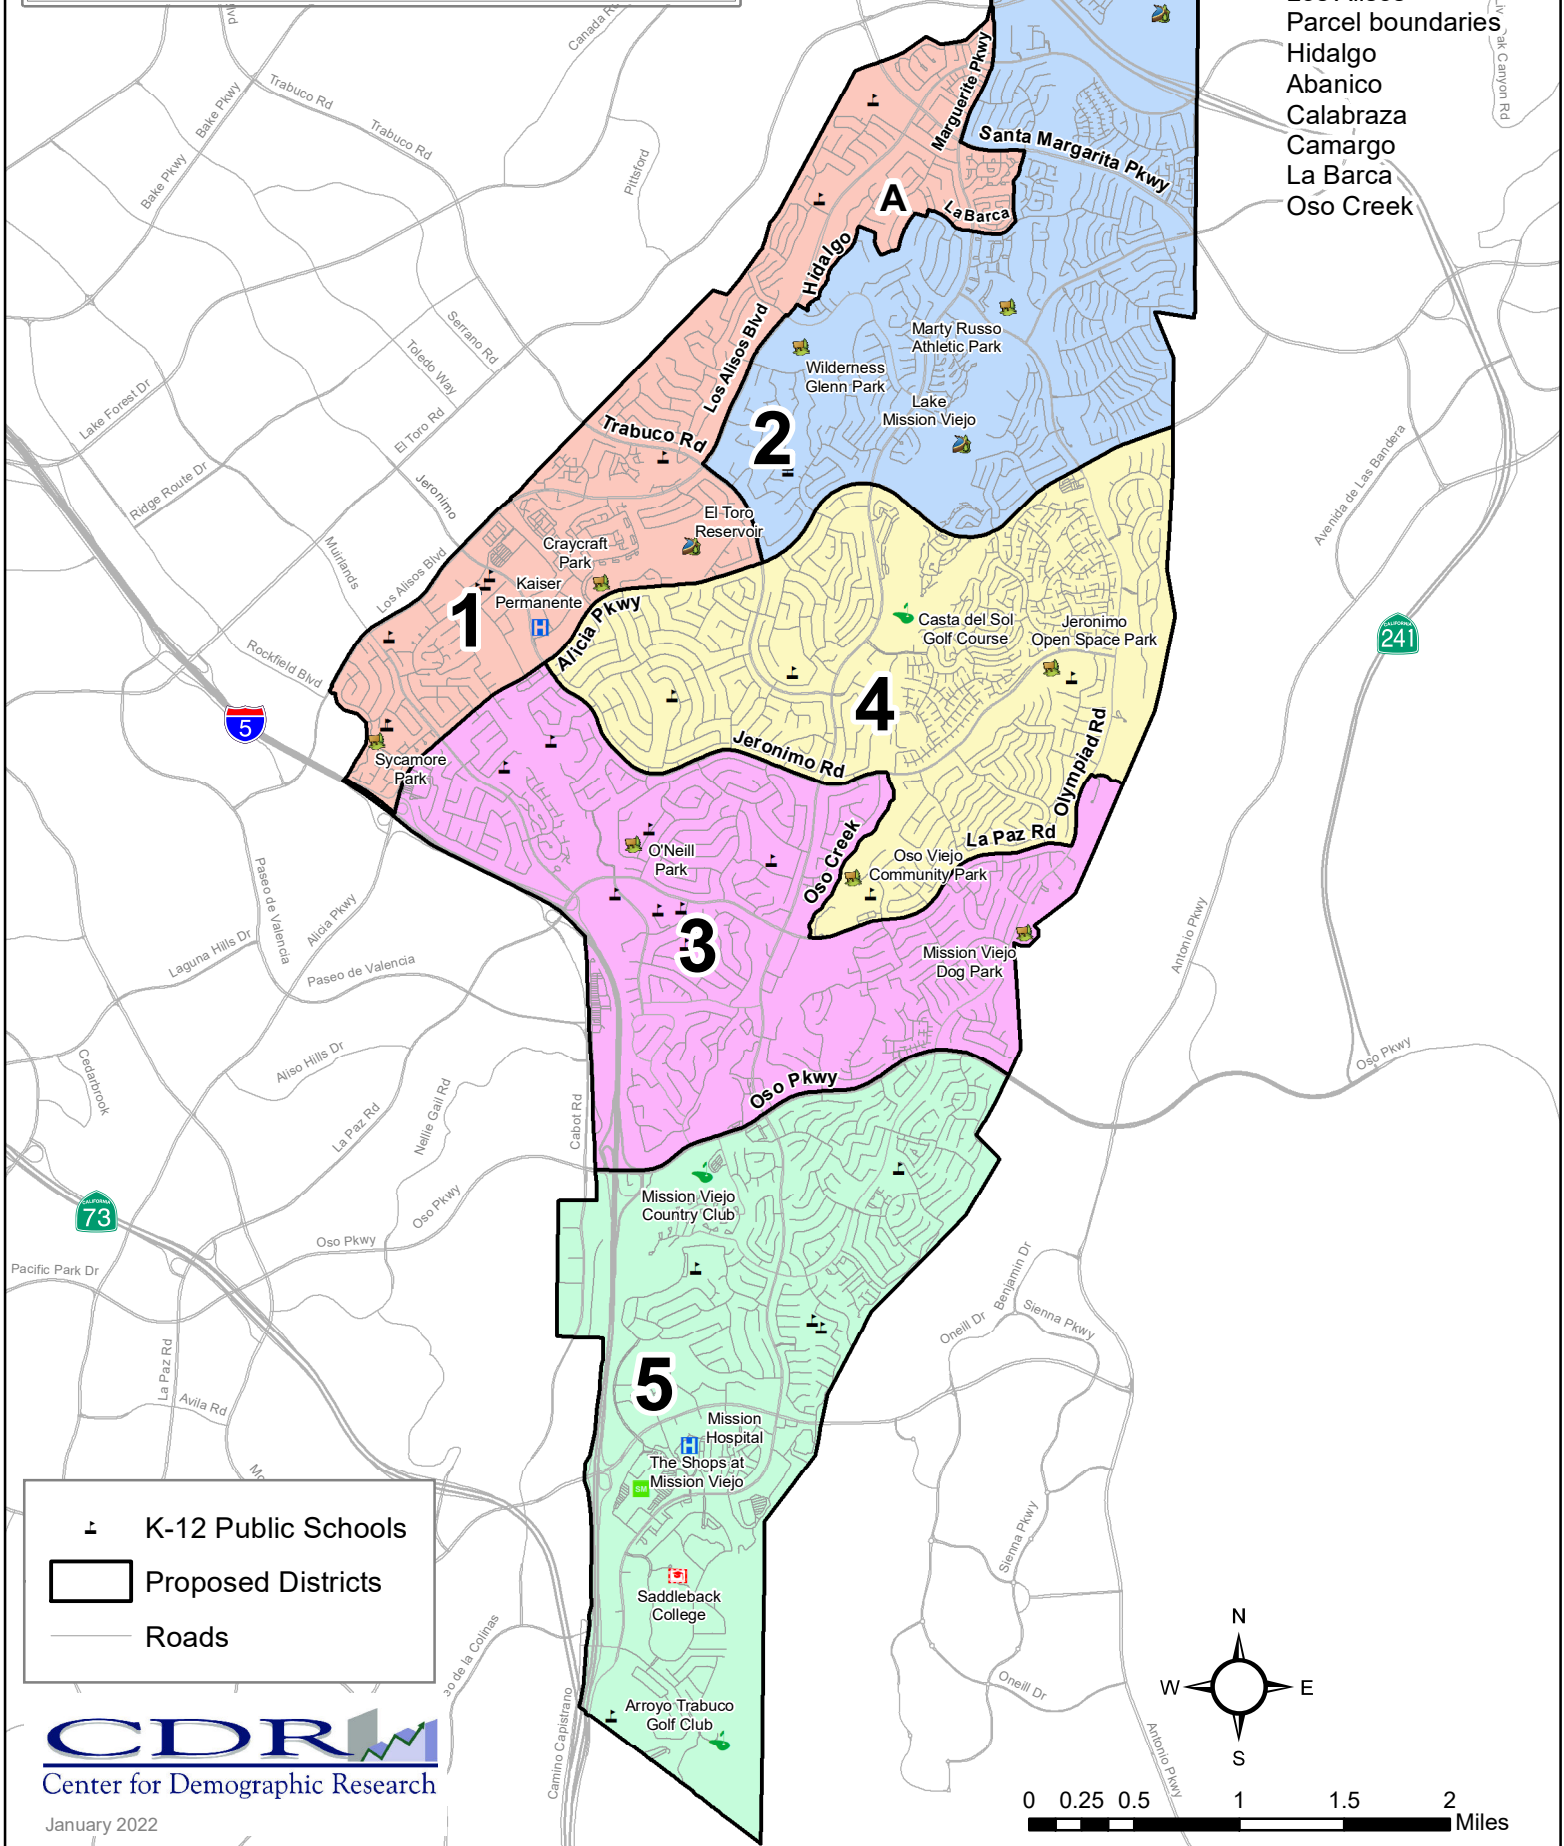 Parcel boundaries
Hidalgo
Abanico
Calabraza
Camargo
La Barca
Oso Creek
Canada Rd
Trabuco Rd
Bake Pkwy
Trabuco Rd
Bake Pkwy
Pittsford
Marguerite Pkwy
Santa Margarita Pkwy
A
La Barca
Hidalgo
Serrano Rd
Toledo Way
Los Alisos Blvd
Marty Russo
Athletic Park
Wilderness
Glenn Park
Lake
Mission Viejo
Lake Forest Dr
El Toro Rd
Trabuco Rd
2
Ridge Route Dr
Jeronimo
Avenida de Las Bandera
El Toro
Reservoir
Craycraft
Park
Muirlands
Los Alisos Blvd
Kaiser
Permanente
H
1
Alicia Pkwy
Casta del Sol
Golf Course
Jeronimo
Open Space Park
CALIFORNIA
241
Rockfield Blvd
5
4
Jeronimo Rd
Olympiad Rd
Sycamore
Park
La Paz Rd
O'Neill
Park
Oso Creek
Oso Viejo
Community Park
Paseo de Valencia
Alicia Pkwy
Laguna Hills Dr
Paseo de Valencia
3
Mission Viejo
Dog Park
Antonio Pkwy
Oso Pkwy
Cedarbrook
Aliso Hills Dr
La Paz Rd
Nellie Gail Rd
Cabot Rd
Oso Pkwy
CALIFORNIA
73
Oso Pkwy
Oso Pkwy
Mission Viejo
Country Club
Pacific Park Dr
Benjamin Dr
Oneill Dr
Sienna Pkwy
La Paz Rd
Avila Rd
5
Mission
Hospital
H
The Shops at
Mission Viejo
SM
K-12 Public Schools
Proposed Districts
Roads
Sienna Pkwy
Saddleback
College
Oneill Dr
Arroyo Trabuco
Golf Club
Camino Capistrano
Antonio Pkwy
N
W E
S
CDR
Center for Demographic Research
January 2022
0 0.25 0.5 1 1.5 2
Miles